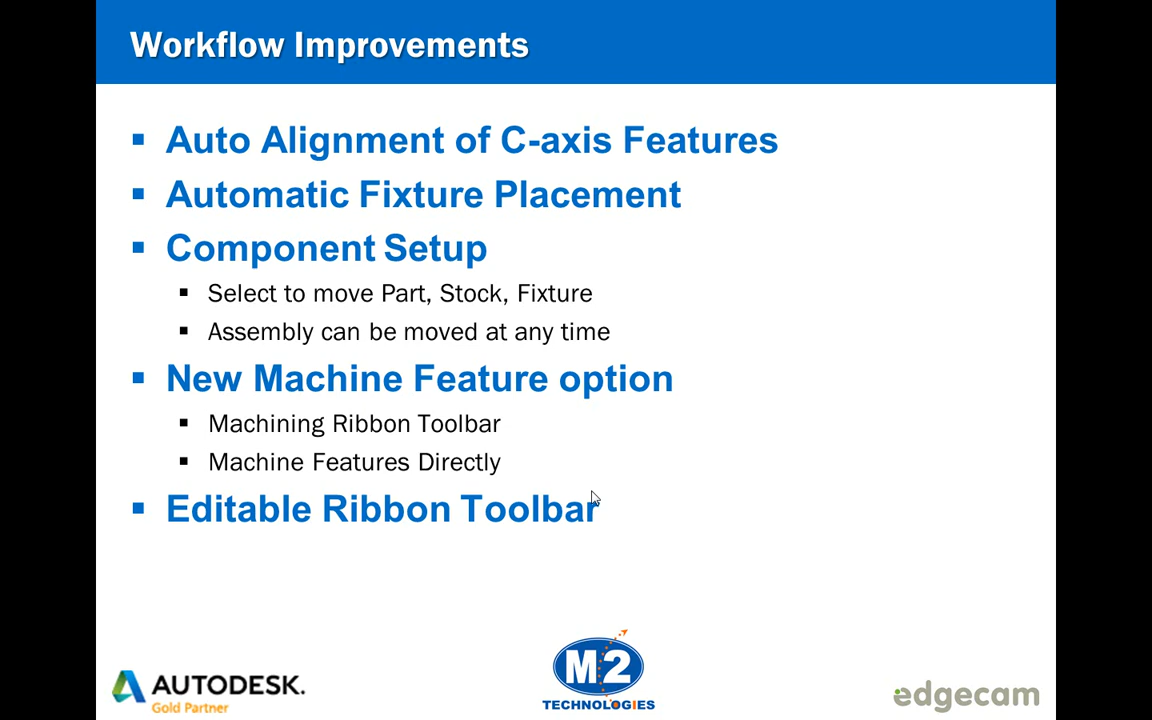 Workflow Improvements
Auto Alignment of C-axis Features
Automatic Fixture Placement
Component Setup
Select to move Part, Stock, Fixture
Assembly can be moved at any time
New Machine Feature option
Machining Ribbon Toolbar
Machine Features Directly
Editable Ribbon Toolbar
AUTODESK.
Gold Partner
M2
TECHNOLOGIES
edgecam